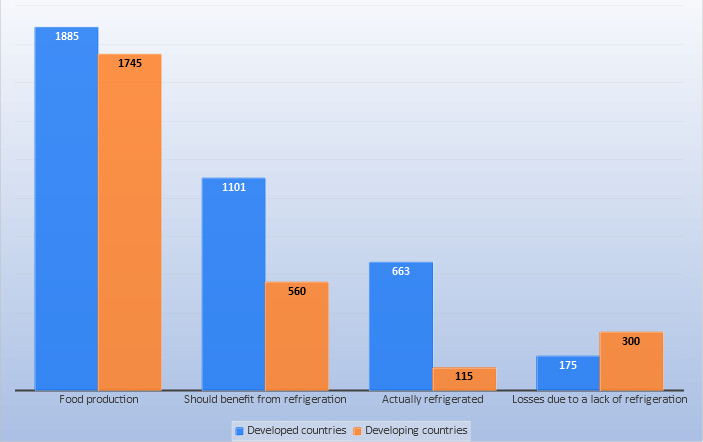 1885
1745
1101
560
663
115
175
300
Food production
Should benefit from refrigeration
Actually refrigerated
Losses due to a lack of refrigeration
Developed countries
Developing countries